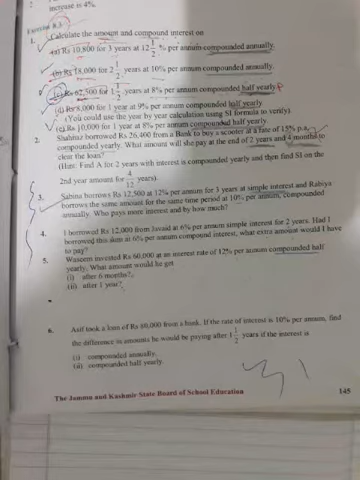 increase is 4%.
Exercise 8.3
1. Calculate the amount and compound interest on
(a) Rs 10,800 for 3 years at 12 1/2 % per annum compounded annually.
(b) Rs 18,000 for 2 1/2 years at 10% per annum compounded annually.
(c) Rs 62,500 for 1 1/2 years at 8% per annum compounded half yearly.
(d) Rs 8,000 for 1 year at 9% per annum compounded half yearly.
(You could use the year by year calculation using SI formula to verify)
(e) Rs 10,000 for 1 year at 8% per annum compounded half yearly.
2. Shahnaz borrowed Rs 26,400 from a Bank to buy a scooter at a rate of 15% p.a.
compounded yearly. What amount will she pay at the end of 2 years and 4 months to
clear the loan?
(Hint: Find A for 2 years with interest is compounded yearly and then find SI on the
2nd year amount for 4/12 years)
3. Sabina borrows Rs 12,500 at 12% per annum for 3 years at simple interest and Rabiya
borrows the same amount for the same time period at 10% per annum, compounded
annually. Who pays more interest and by how much?
4. I borrowed Rs 12,000 from Javaid at 6% per annum simple interest for 2 years. Had I
borrowed this sum at 6% per annum compound interest, what extra amount would I have
to pay?
5. Waseem invested Rs 60,000 at an interest rate of 12% per annum compounded half
yearly. What amount would he get
(i) after 6 months?
(ii) after 1 year?
6. Asif took a loan of Rs 80,000 from a bank. If the rate of interest is 10% per annum, find
the difference in amounts he would be paying after 1 1/2 years if the interest is
(i) compounded annually.
(ii) compounded half yearly.
The Jammu and Kashmir State Board of School Education 145